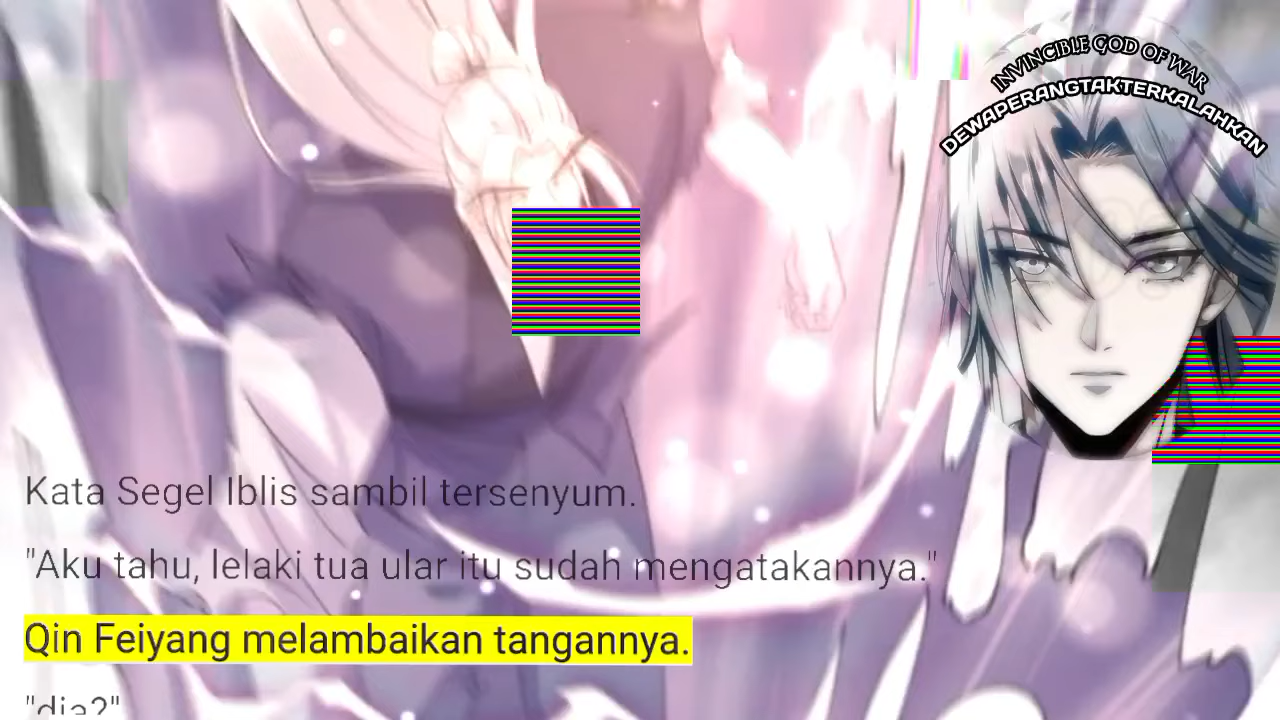 INVINCIBLE GOD OF WAR
DEWAPERANGTAKTERKALAHKAN
Kata Segel Iblis sambil tersenyum.
"Aku tahu, lelaki tua ular itu sudah mengatakannya."
Qin Feiyang melambaikan tangannya.
"dia?"